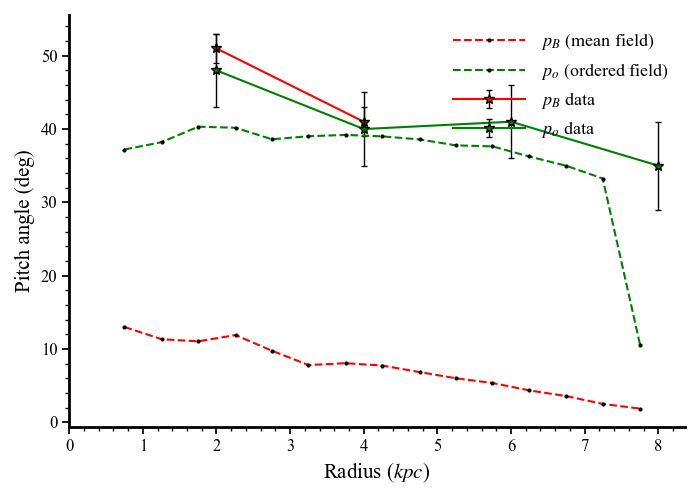 Pitch angle (deg)
50
40
30
20
10
0
p_B (mean field)
p_o (ordered field)
p_B data
p_o data
0 1 2 3 4 5 6 7 8
Radius (kpc)